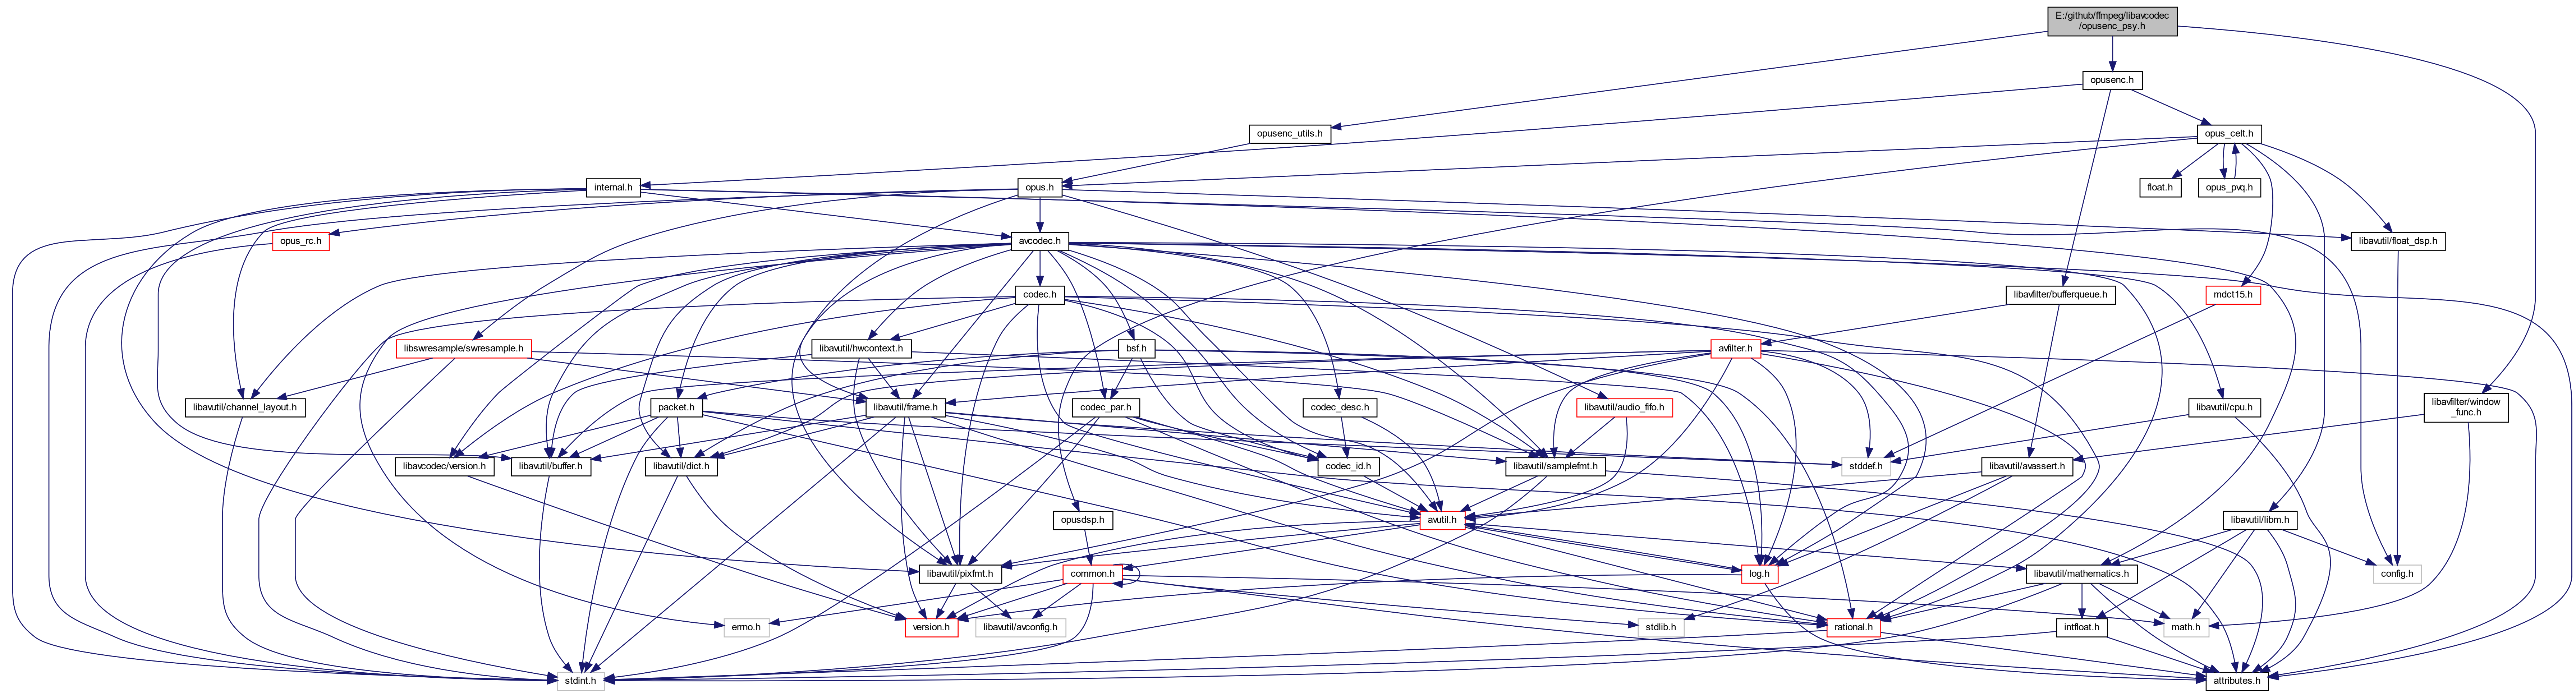 E:/github/ffmpeg/libavcodec
/opusenc_psy.h
opusenc.h
opusenc_utils.h
opus_celt.h
internal.h
opus.h
float.h
opus_pvq.h
opus_rc.h
avcodec.h
libavutil/float_dsp.h
codec.h
libavfilter/bufferqueue.h
mdct15.h
libswresample/swresample.h
libavutil/hwcontext.h
bsf.h
avfilter.h
libavutil/channel_layout.h
packet.h
libavutil/frame.h
codec_par.h
codec_desc.h
libavutil/audio_fifo.h
libavutil/cpu.h
libavfilter/window
_func.h
libavcodec/version.h
libavutil/buffer.h
libavutil/dict.h
codec_id.h
libavutil/samplefmt.h
stddef.h
libavutil/avassert.h
opusdsp.h
avutil.h
libavutil/libm.h
libavutil/pixfmt.h
common.h
log.h
libavutil/mathematics.h
config.h
errno.h
version.h
libavutil/avconfig.h
stdlib.h
rational.h
intfloat.h
math.h
stdint.h
attributes.h